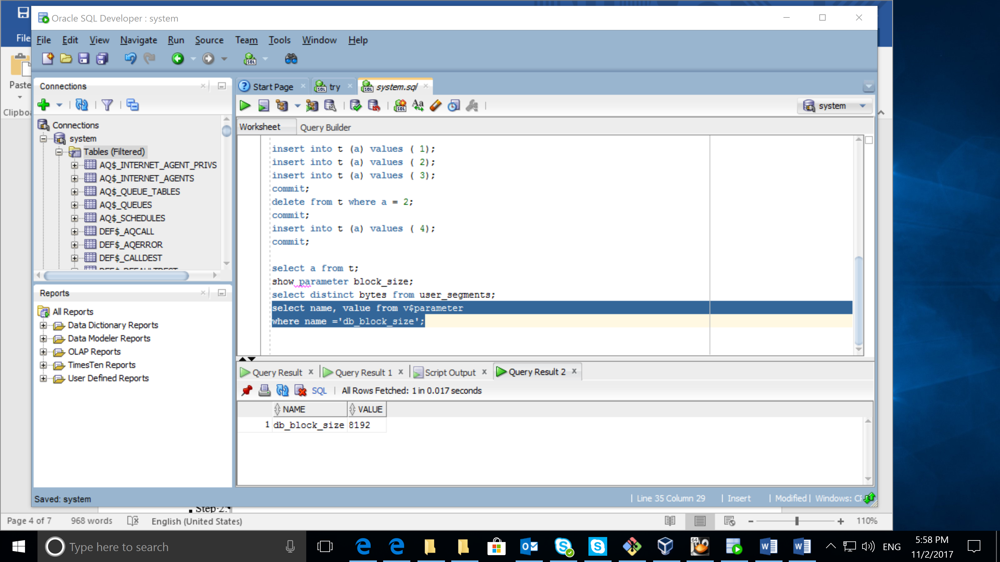 Oracle SQL Developer : system
File
File Edit View Navigate Run Source Team Tools Window Help
Paste
Connections
Start Page
try
system.sql
system
Worksheet
Query Builder
Connections
system
Tables (Filtered)
AQ$_INTERNET_AGENT_PRIVS
AQ$_INTERNET_AGENTS
AQ$_QUEUE_TABLES
AQ$_QUEUES
AQ$_SCHEDULES
DEF$_AQCALL
DEF$_AQERROR
DEF$_CALLDEST
insert into t (a) values ( 1);
insert into t (a) values ( 2);
insert into t (a) values ( 3);
commit;
delete from t where a = 2;
commit;
insert into t (a) values ( 4);
commit;
select a from t;
show parameter block_size;
select distinct bytes from user_segments;
select name, value from v$parameter
where name ='db_block_size';
Reports
All Reports
Data Dictionary Reports
Data Modeler Reports
OLAP Reports
TimesTen Reports
User Defined Reports
Query Result
Query Result 1
Script Output
Query Result 2
SQL | All Rows Fetched: 1 in 0.017 seconds
NAME VALUE
1 db_block_size 8192
Saved: system
| Line 35 Column 29 | Insert | Modified | Windows:
Step 2:¶
Page 4 of 7 968 words English (United States) 110%
Type here to search
64
ENG
5:58 PM
11/2/2017